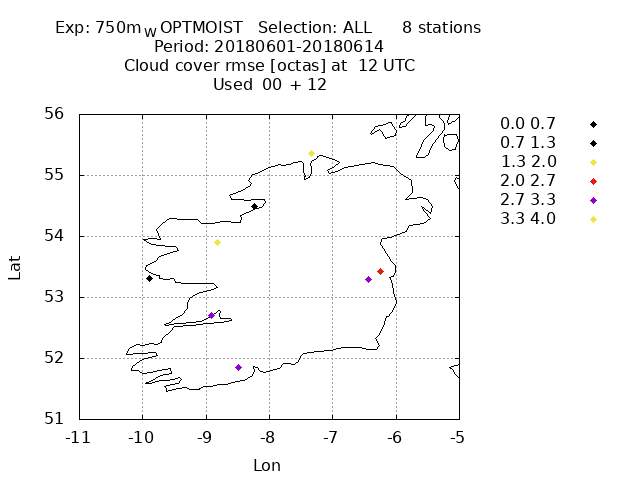 Exp: 750m_W OPTMOIST Selection: ALL 8 stations
Period: 20180601-20180614
Cloud cover rmse [octas] at 12 UTC
Used 00 + 12
56
55
54
53
52
51
-11 -10 -9 -8 -7 -6 -5
Lat
Lon
0.0 0.7
0.7 1.3
1.3 2.0
2.0 2.7
2.7 3.3
3.3 4.0